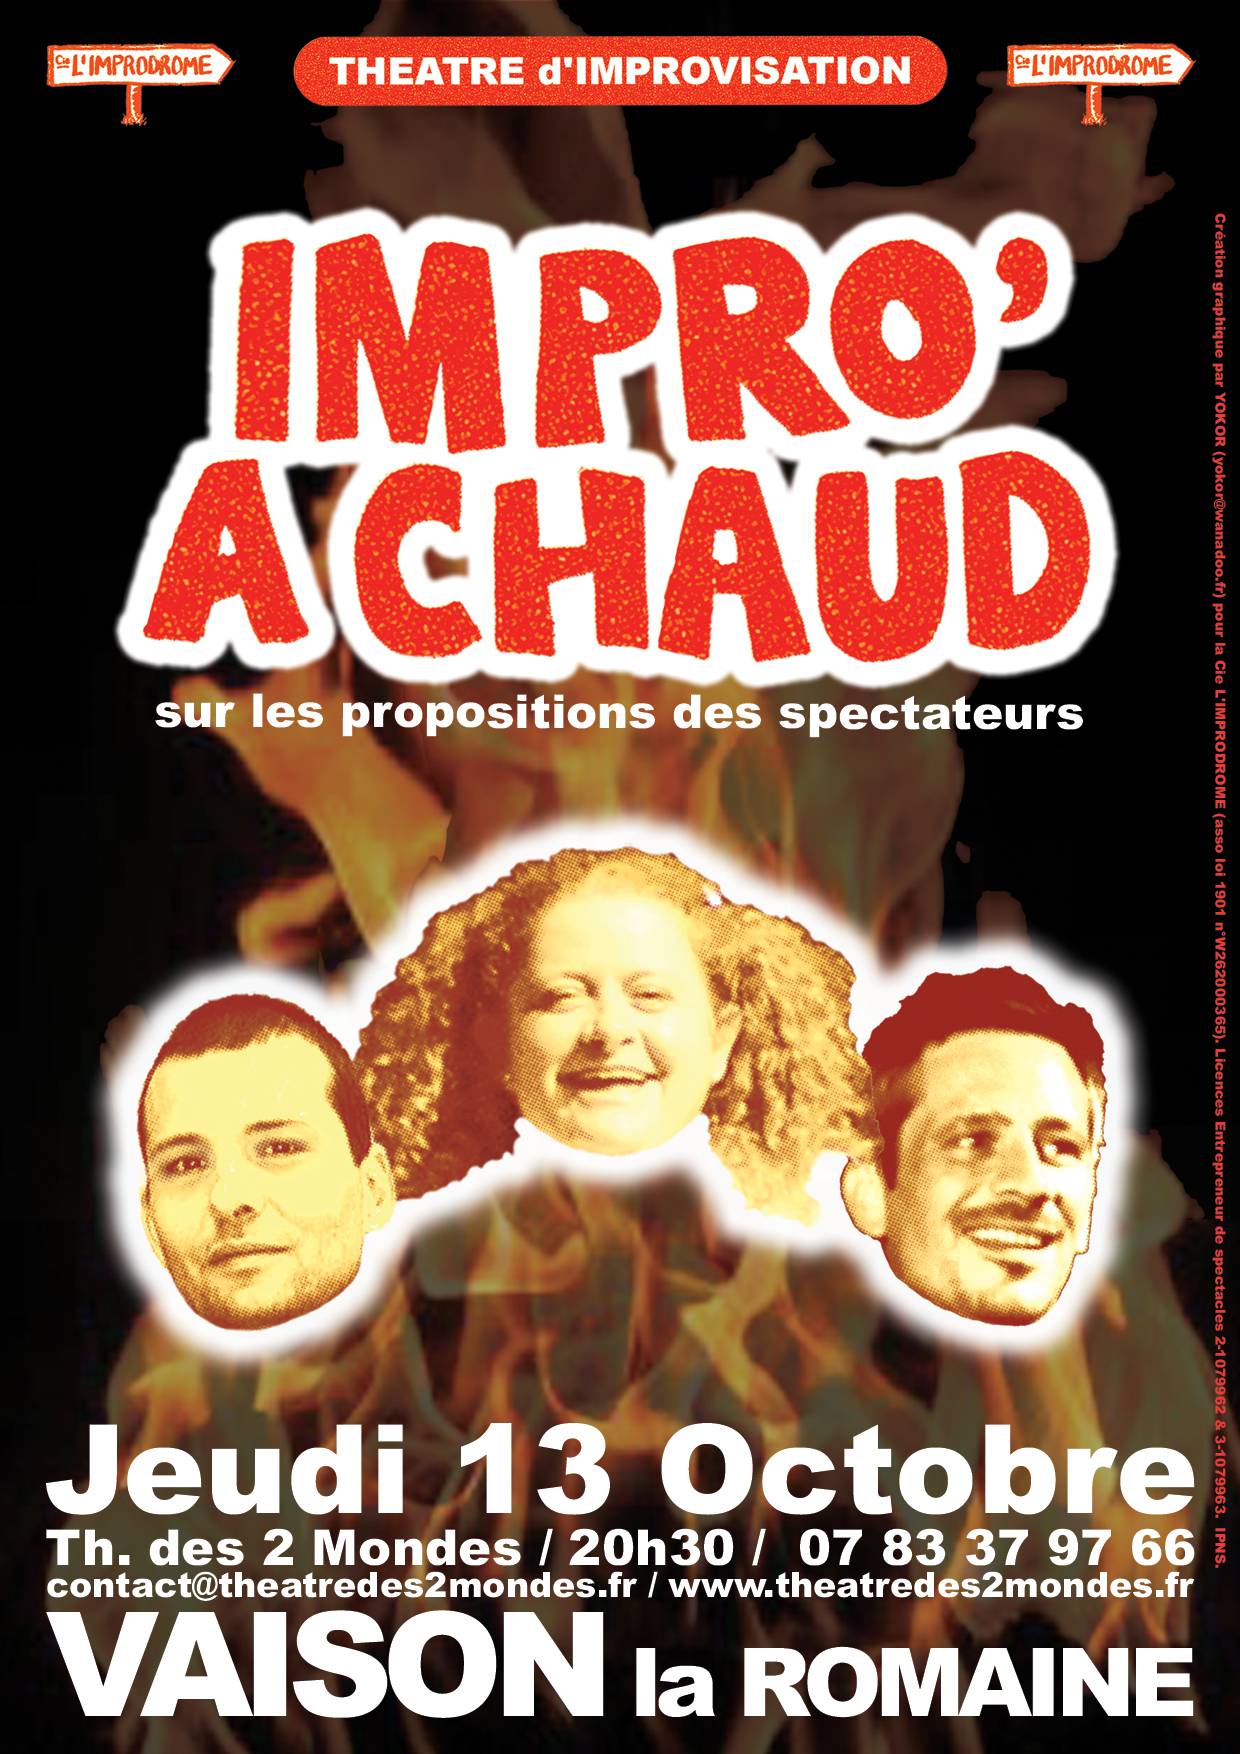 Cie L'IMPRODROME
THEATRE d'IMPROVISATION
Cie L'IMPRODROME
IMPRO'
A CHAUD
sur les propositions des spectateurs
Jeudi 13 Octobre
Th. des 2 Mondes / 20h30 / 07 83 37 97 66
contact@theatredes2mondes.fr / www.theatredes2mondes.fr
VAISON la ROMAINE
Création graphique par YOKOR (yokor@wanadoo.fr) pour la Cie L'IMPRODROME (asso loi 1901 n°W262000365). Licences Entrepreneur de spectacles 2-1079962 & 3-1079963. IPNS.